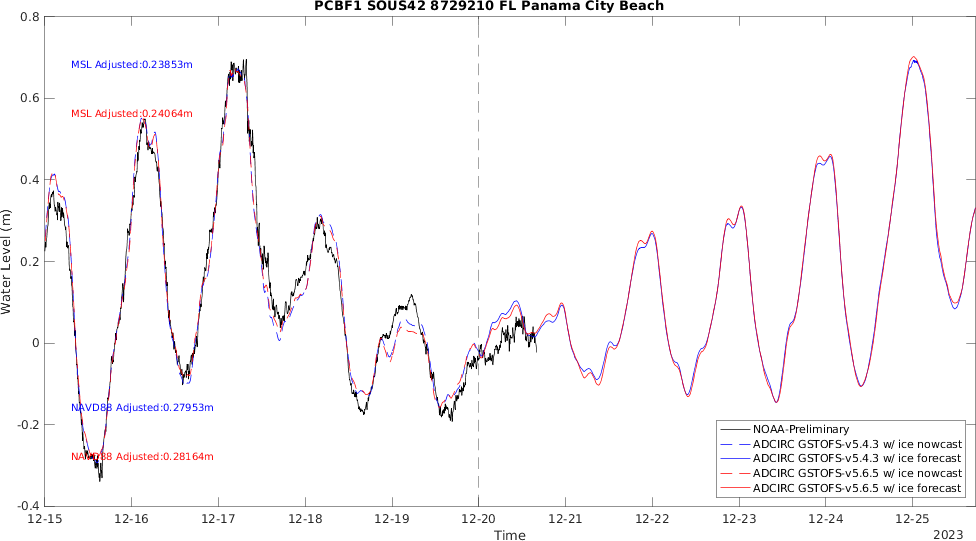 PCBF1 SOUS42 8729210 FL Panama City Beach
0.8
0.6
0.4
0.2
0
-0.2
-0.4
Water Level (m)
MSL Adjusted:0.23853m
MSL Adjusted:0.24064m
NAVD88 Adjusted:0.27953m
NAVD88 Adjusted:0.28164m
NOAA-Preliminary
ADCIRC GSTOFS-v5.4.3 w/ ice nowcast
ADCIRC GSTOFS-v5.4.3 w/ ice forecast
ADCIRC GSTOFS-v5.6.5 w/ ice nowcast
ADCIRC GSTOFS-v5.6.5 w/ ice forecast
12-15 12-16 12-17 12-18 12-19 12-20 12-21 12-22 12-23 12-24 12-25
Time
2023